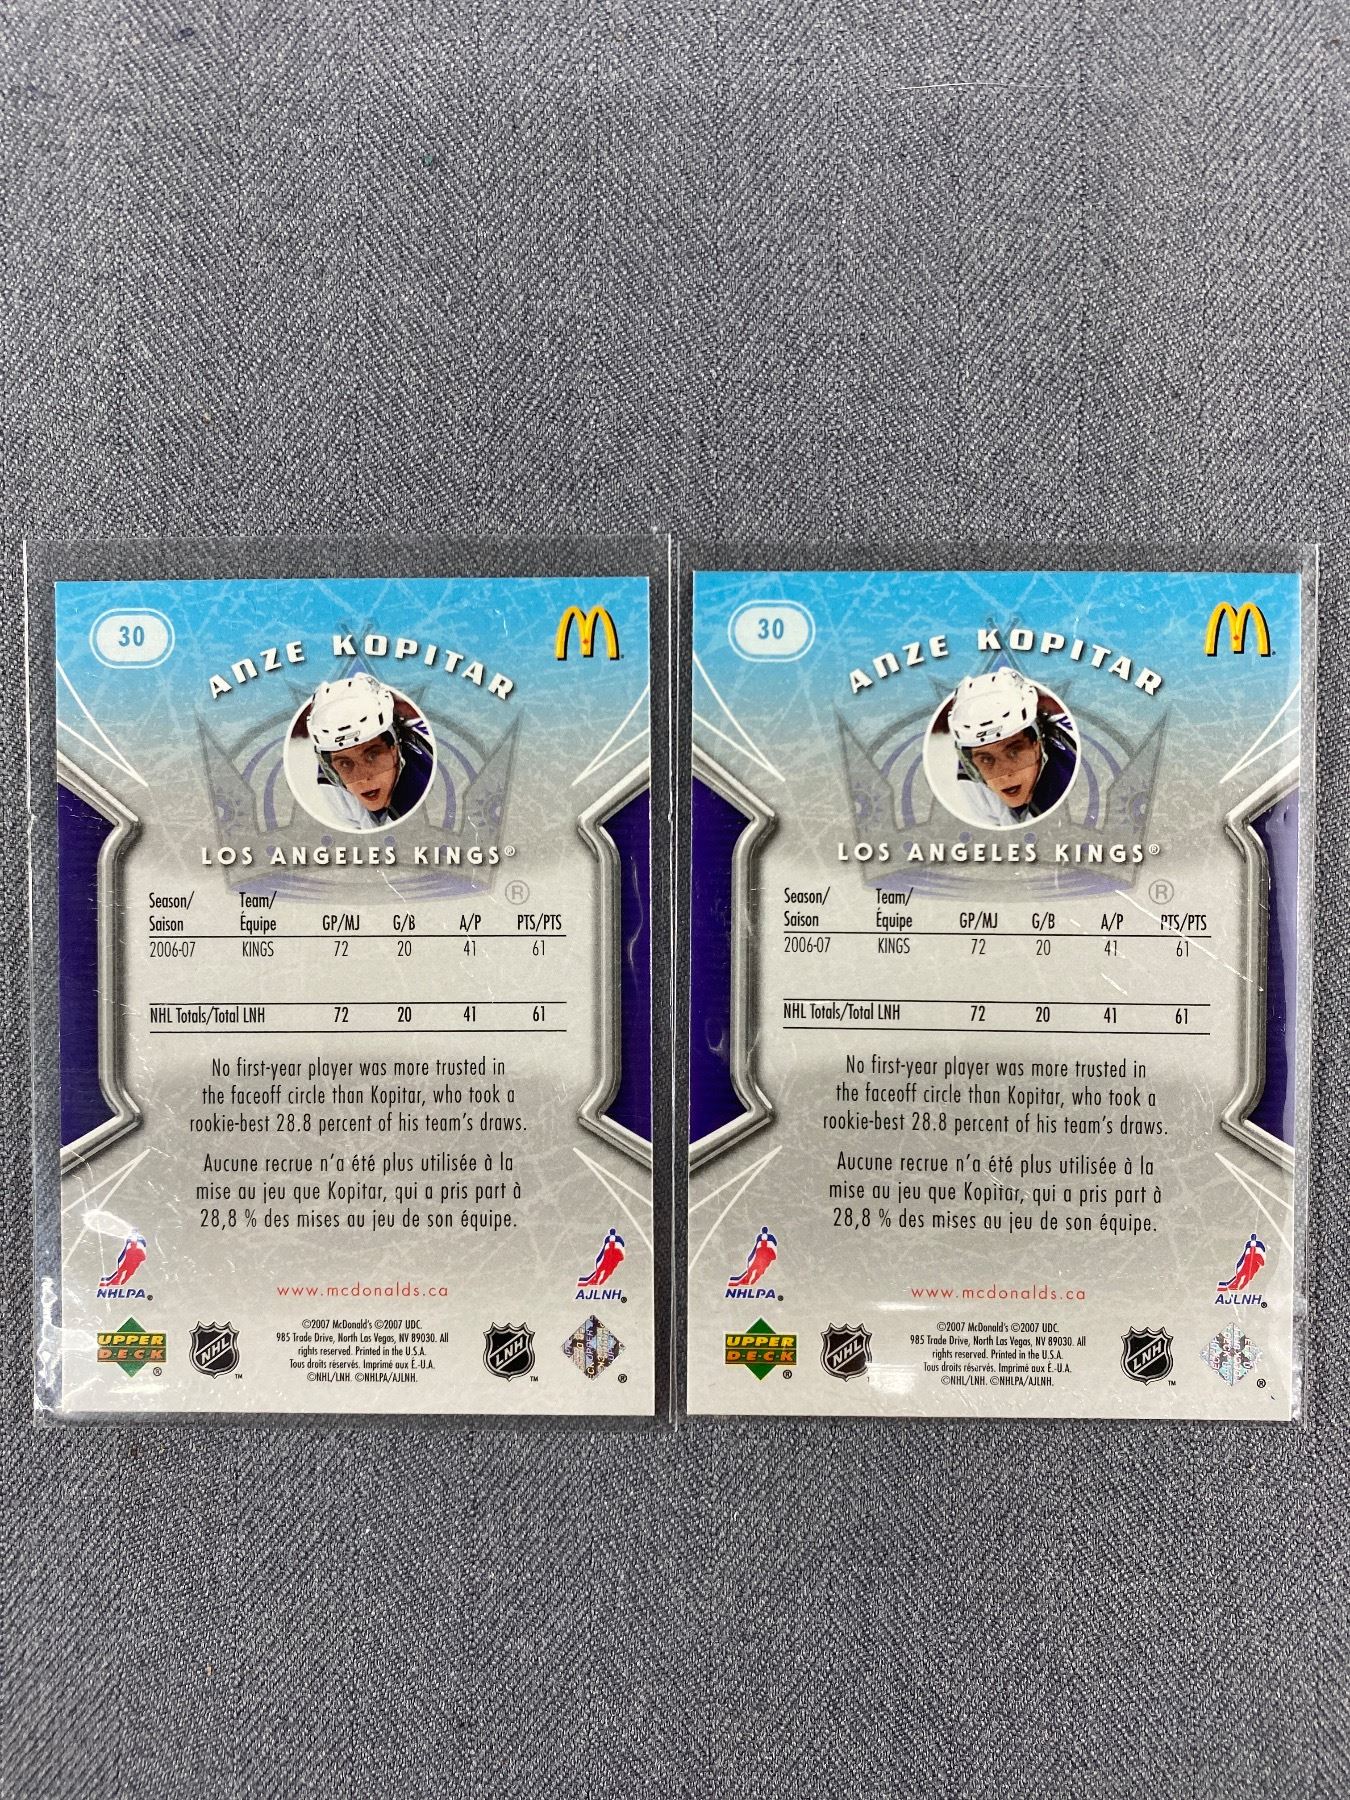 30
ANZE KOPITAR
LOS ANGELES KINGS®
®
Season/ Team/
Saison Équipe GP/MJ G/B A/P PTS/PTS
2006-07 KINGS 72 20 41 61
NHL Totals/Total LNH 72 20 41 61
No first-year player was more trusted in
the faceoff circle than Kopitar, who took a
rookie-best 28.8 percent of his team's draws.
Aucune recrue n'a été plus utilisée à la
mise au jeu que Kopitar, qui a pris part à
28,8 % des mises au jeu de son équipe.
NHLPA® AJLNH®
www.mcdonalds.ca
©2007 McDonald's ©2007 UDC.
985 Trade Drive, North Las Vegas, NV 89030. All
rights reserved. Printed in the U.S.A.
Tous droits réservés. Imprimé aux É.-U.A.
©NHL/LNH. ©NHLPA/AJLNH.
UPPER
DECK ®
NHL ™
LNH ™
®
30
ANZE KOPITAR
LOS ANGELES KINGS®
®
Season/ Team/
Saison Équipe GP/MJ G/B A/P PTS/PTS
2006-07 KINGS 72 20 41 61
NHL Totals/Total LNH 72 20 41 61
No first-year player was more trusted in
the faceoff circle than Kopitar, who took a
rookie-best 28.8 percent of his team's draws.
Aucune recrue n'a été plus utilisée à la
mise au jeu que Kopitar, qui a pris part à
28,8 % des mises au jeu de son équipe.
NHLPA® AJLNH®
www.mcdonalds.ca
©2007 McDonald's ©2007 UDC.
985 Trade Drive, North Las Vegas, NV 89030. All
rights reserved. Printed in the U.S.A.
Tous droits réservés. Imprimé aux É.-U.A.
©NHL/LNH. ©NHLPA/AJLNH.
UPPER
DECK ®
NHL ™
LNH ™
®